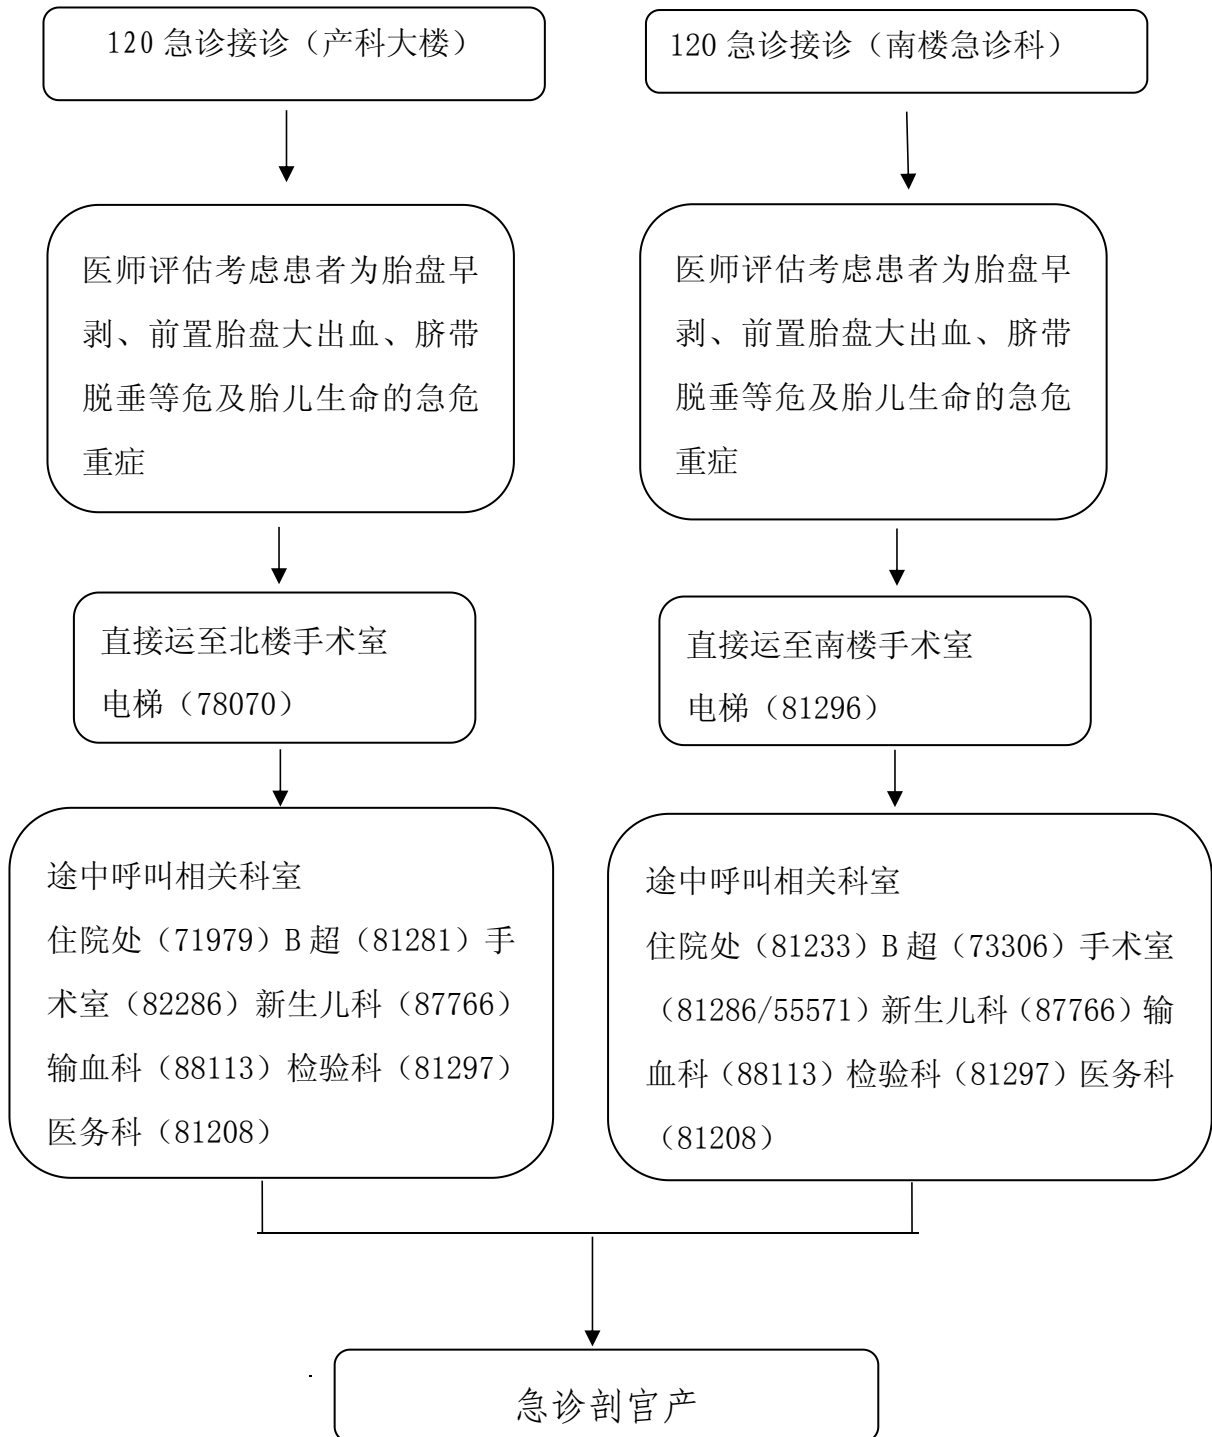 120 急诊接诊（产科大楼）
120 急诊接诊（南楼急诊科）
医师评估考虑患者为胎盘早
剥、前置胎盘大出血、脐带
脱垂等危及胎儿生命的急危
重症
医师评估考虑患者为胎盘早
剥、前置胎盘大出血、脐带
脱垂等危及胎儿生命的急危
重症
直接运至北楼手术室
电梯（78070）
直接运至南楼手术室
电梯（81296）
途中呼叫相关科室
住院处（71979）B 超（81281）手
术室（82286）新生儿科（87766）
输血科（88113）检验科（81297）
医务科（81208）
途中呼叫相关科室
住院处（81233）B 超（73306）手术室
（81286/55571）新生儿科（87766）输
血科（88113）检验科（81297）医务科
（81208）
急诊剖宫产